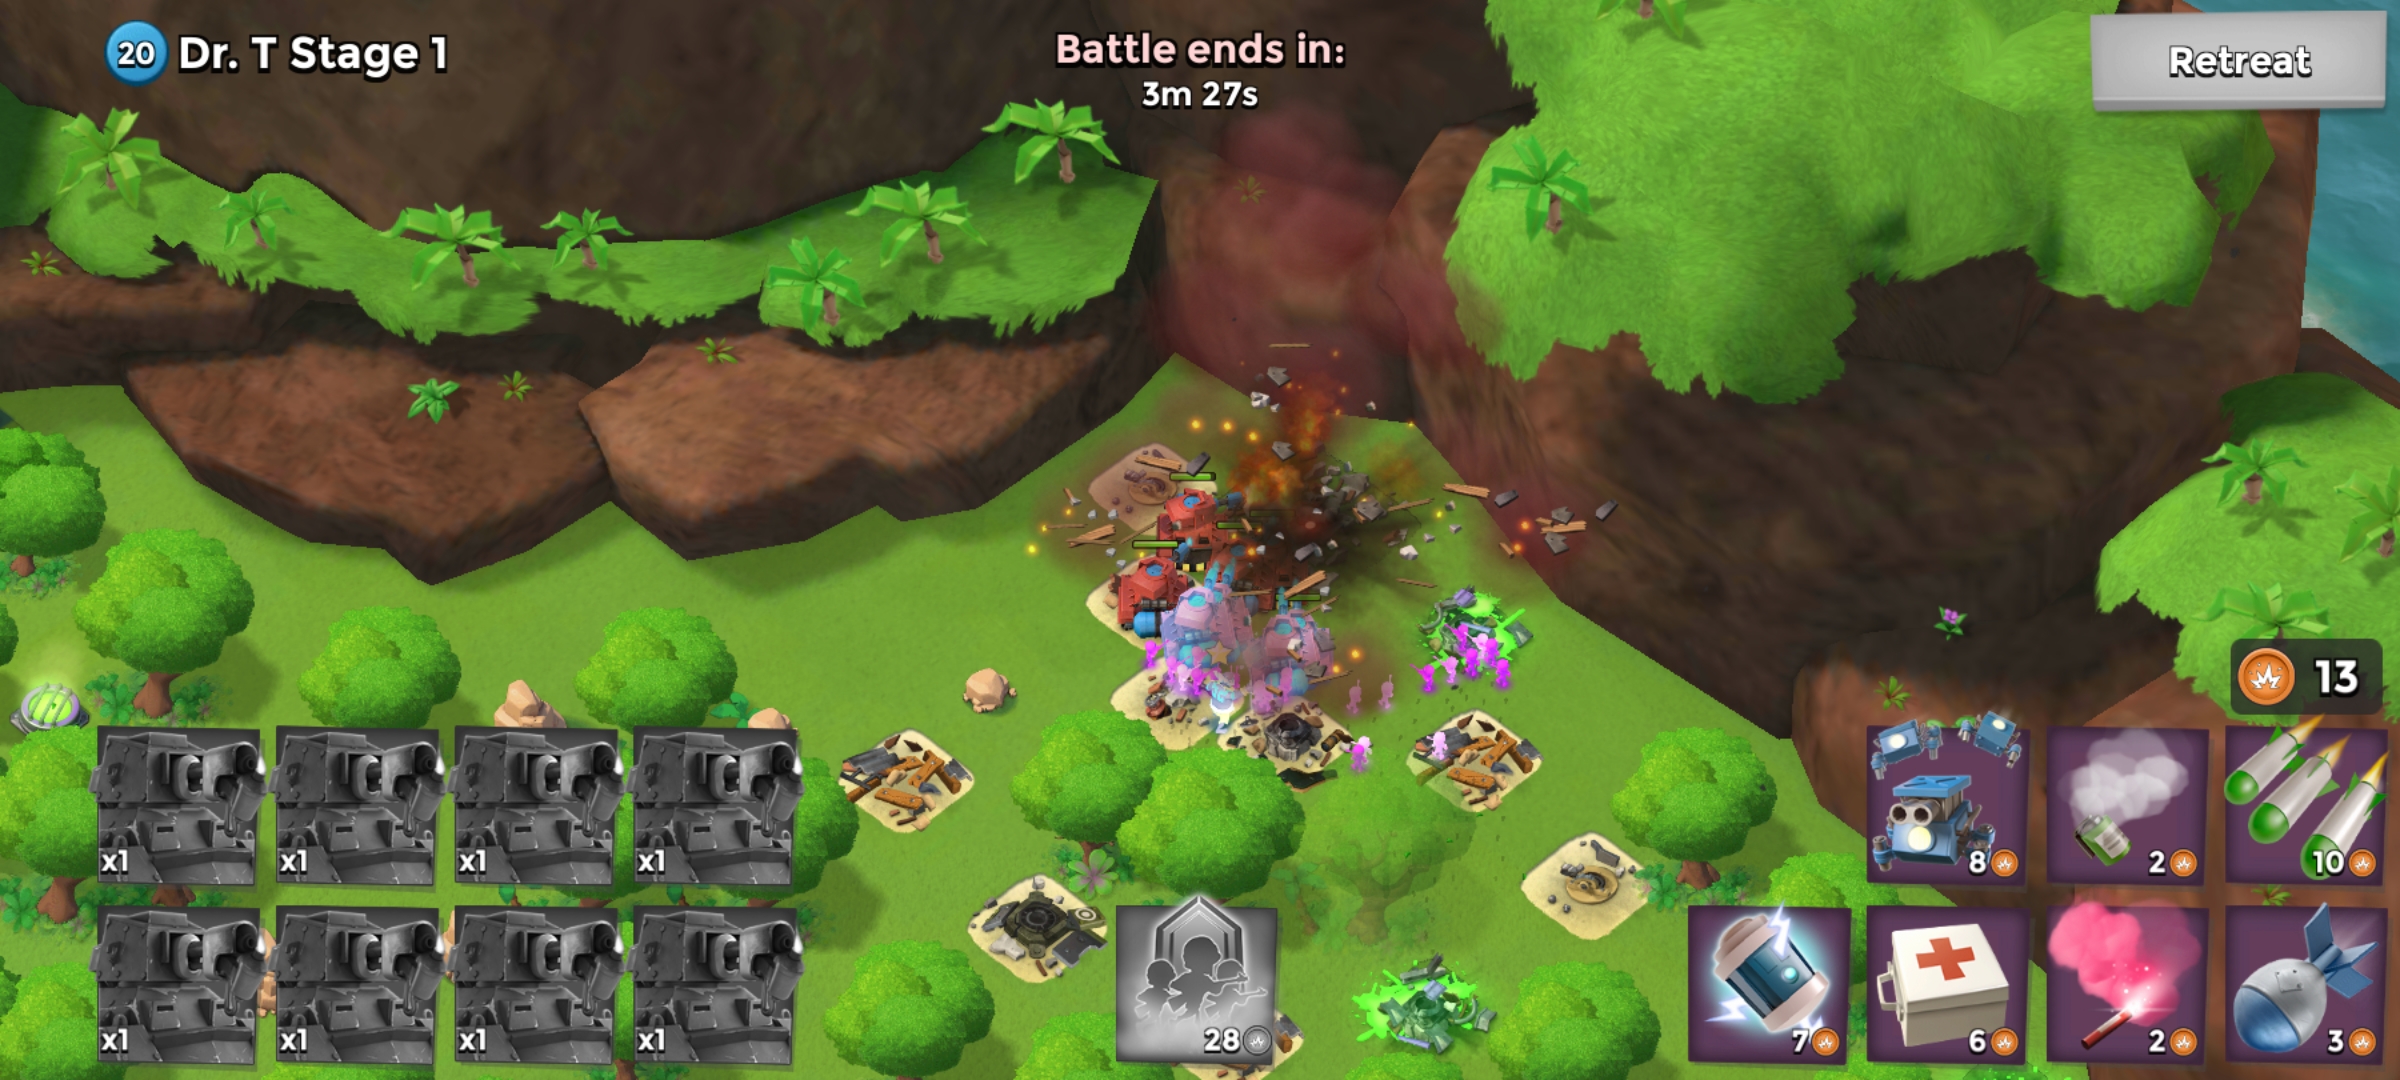 20 Dr. T Stage 1
Battle ends in:
3m 27s
Retreat
13
x1 x1 x1 x1
8 2 10
x1 x1 x1 x1
28
7 6 2 3